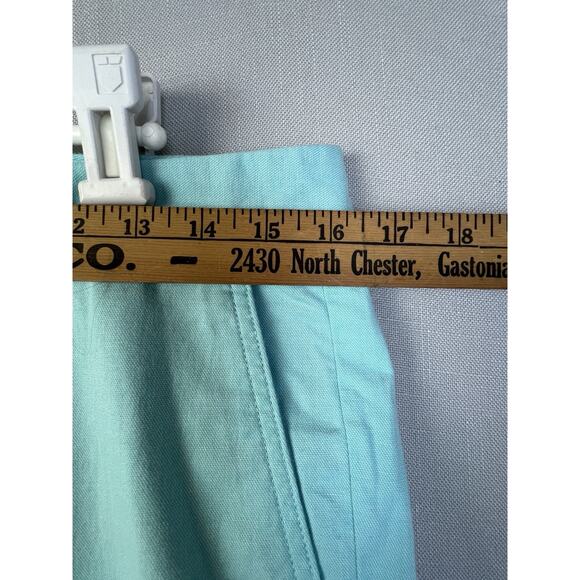 2 13 14 15 16 17 18
CO. – 2430 North Chester, Gastonia